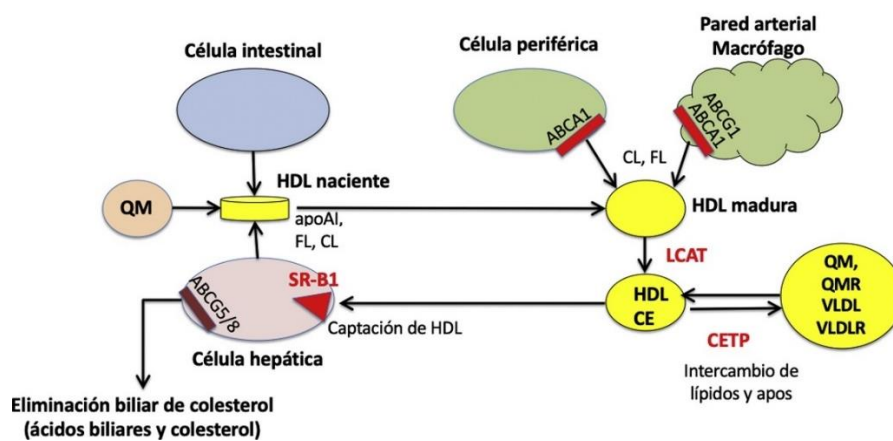 Célula intestinal
Célula periférica
Pared arterial
Macrófago
ABCA1
ABCG1
ABCA1
CL, FL
QM
HDL naciente
apoAI,
FL, CL
HDL madura
LCAT
ABCG5/8
SR-B1
Captación de HDL
Célula hepática
HDL
CE
CETP
QM,
QMR
VLDL
VLDLR
Intercambio de
lípidos y apos
Eliminación biliar de colesterol
(ácidos biliares y colesterol)